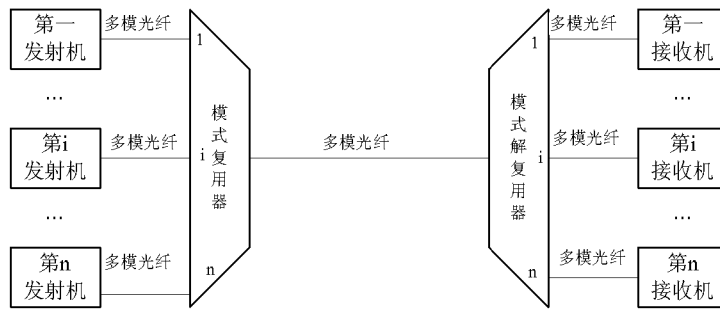 第一
发射机
多模光纤
1
1
多模光纤
第一
接收机
...
...
第i
发射机
多模光纤
i
模式复用器
多模光纤
模式解复用器
i
多模光纤
第i
接收机
...
...
第n
发射机
多模光纤
n
n
多模光纤
第n
接收机